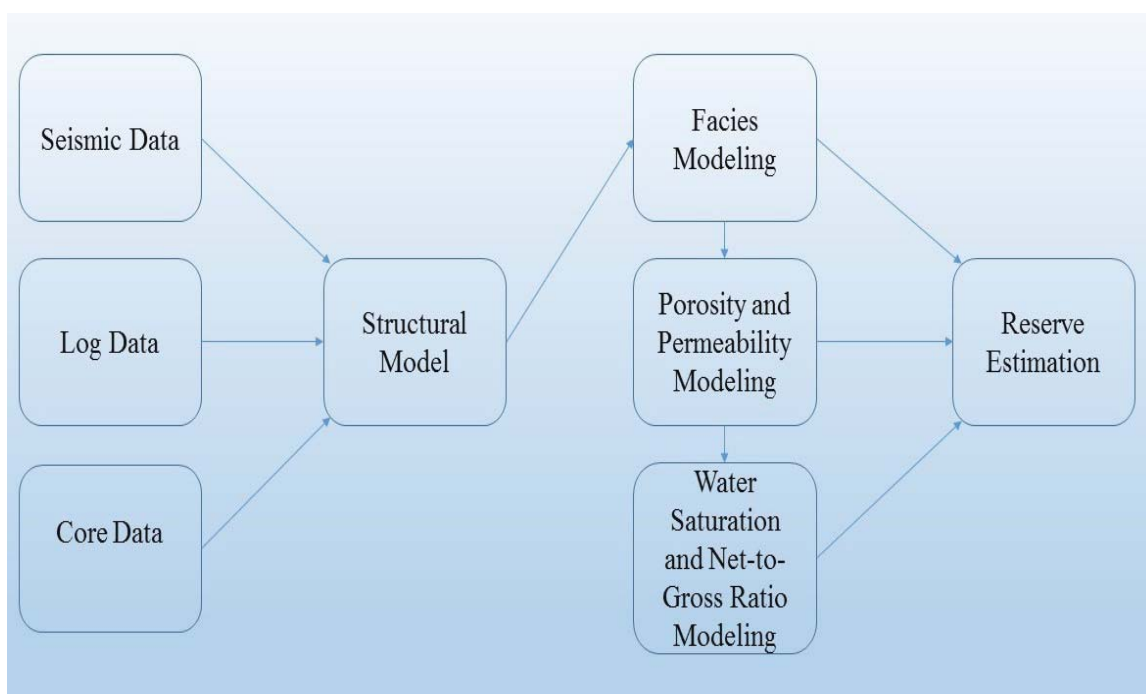 Seismic Data
Log Data
Core Data
Structural
Model
Facies
Modeling
Porosity and
Permeability
Modeling
Water
Saturation
and Net-to-
Gross Ratio
Modeling
Reserve
Estimation